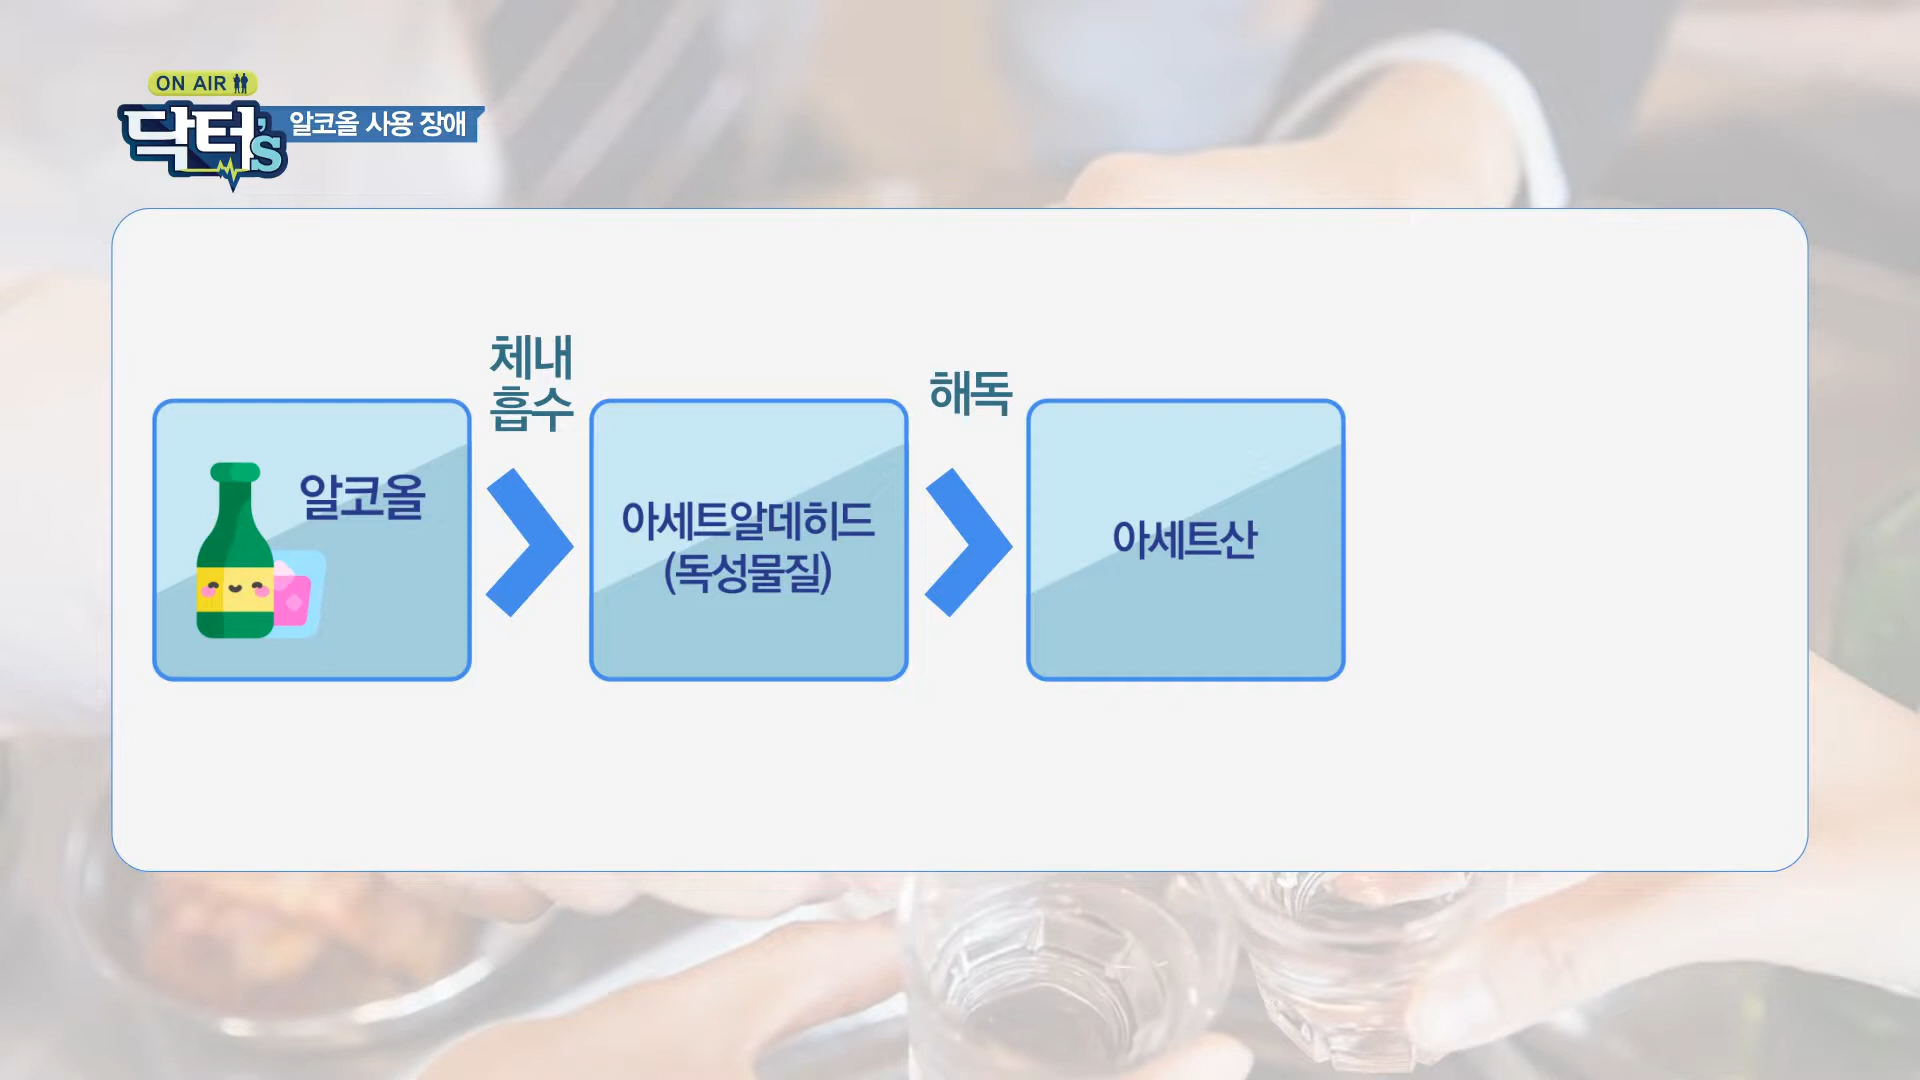 ON AIR
닥터's
알코올 사용 장애
체내
흡수
해독
알코올
아세트알데히드
(독성물질)
아세트산